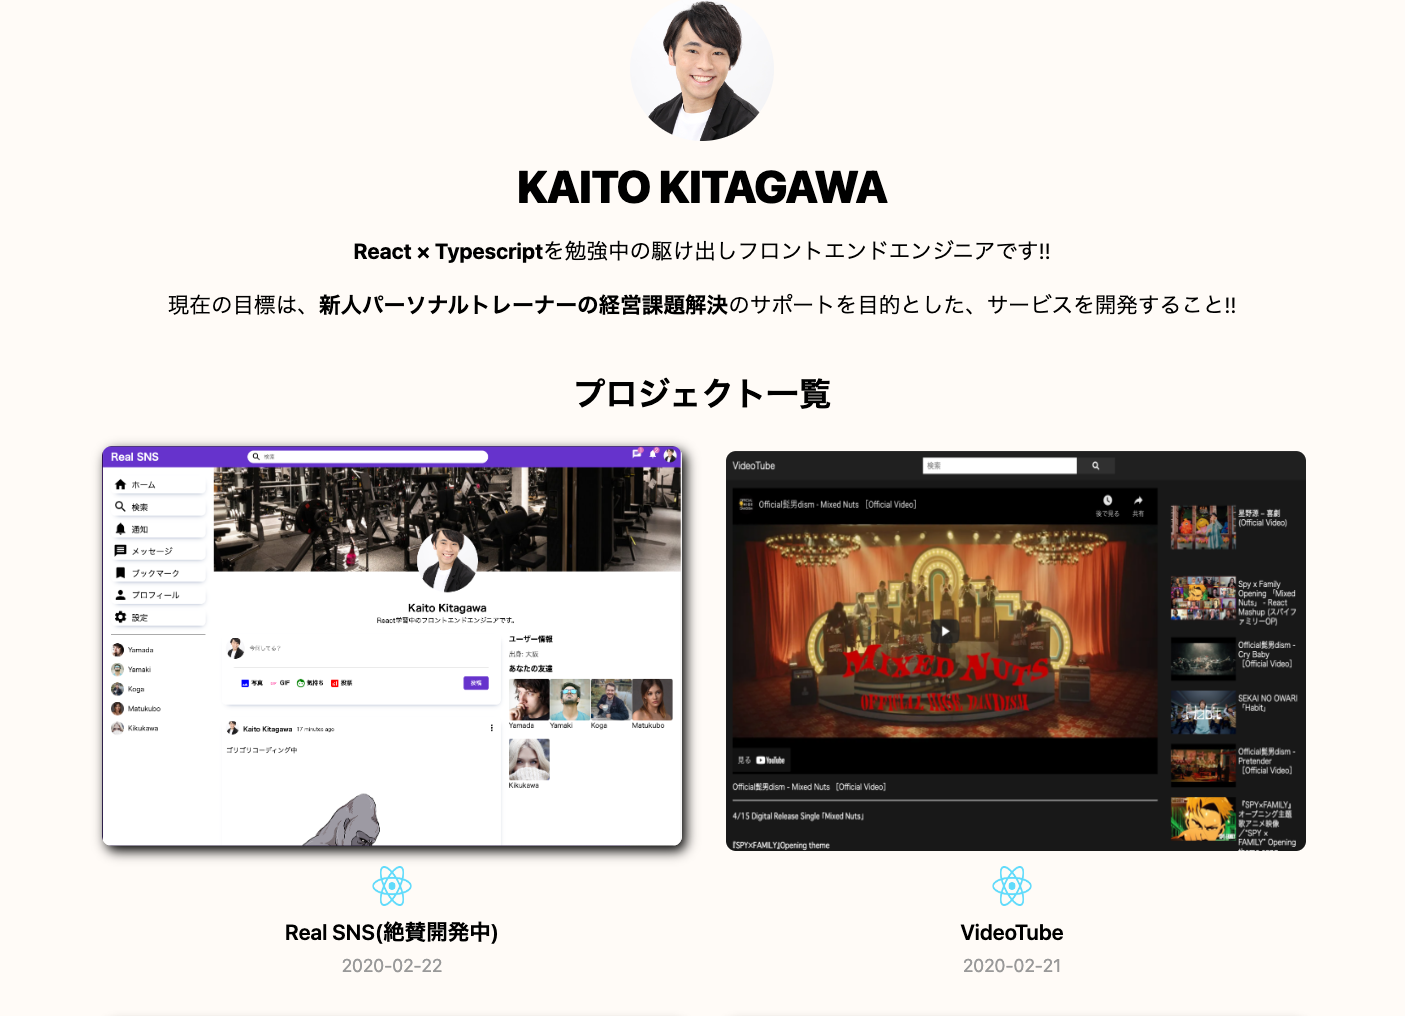 KAITO KITAGAWA
React × Typescriptを勉強中の駆け出しフロントエンドエンジニアです!!
現在の目標は、新人パーソナルトレーナーの経営課題解決のサポートを目的とした、サービスを開発すること!!
プロジェクト一覧
Real SNS
検索
ホーム
検索
通知
メッセージ
ブックマーク
プロフィール
設定
Yamada
Yamaki
Koga
Matukubo
Kikukawa
Kaito Kitagawa
React学習中のフロントエンドエンジニアです。
今何してる?
写真
GIF
気持ち
投票
投稿
Kaito Kitagawa 17 minutes ago
ゴリゴリコーディング中
ユーザー情報
出身: 大阪
あなたの友達
Yamada Yamaki Koga Matukubo
Kikukawa
VideoTube
検索
Official髭男dism - Mixed Nuts ［Official Video］
後で見る
共有
MIXED NUTS
OFFICIAL HIGE DANDISM
見る YouTube
Official髭男dism - Mixed Nuts ［Official Video］
4/15 Digital Release Single「Mixed Nuts」
『SPY×FAMILY』Opening theme
星野源 – 喜劇
(Official Video)
Spy x Family
Opening 「Mixed
Nuts」 - React
Mashup (スパイフ
ァミリーOP)
Official髭男dism -
Cry Baby
［Official Video］
SEKAI NO OWARI
「Habit」
Habit
Official髭男dism -
Pretender
［Official Video］
『SPY×FAMILY』
オープニング主題
歌アニメ映像
／"SPY ×
FAMILY" Opening
Real SNS(絶賛開発中)
2020-02-22
VideoTube
2020-02-21